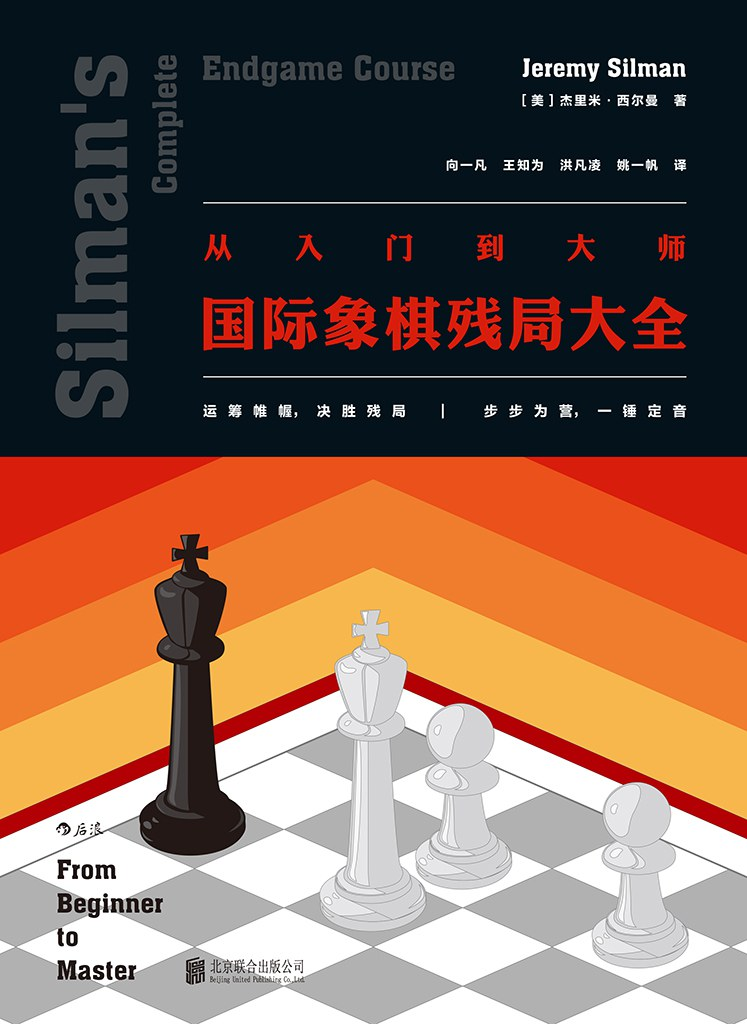 Silman's
Complete
Endgame Course
Jeremy Silman
[美]杰里米·西尔曼 著
向一凡 王知为 洪凡凌 姚一帆 译
从入门到大师
国际象棋残局大全
运筹帷幄,决胜残局 | 步步为营,一锤定音
后浪
From
Beginner
to
Master
北京联合出版公司
Beijing United Publishing Co.,Ltd.